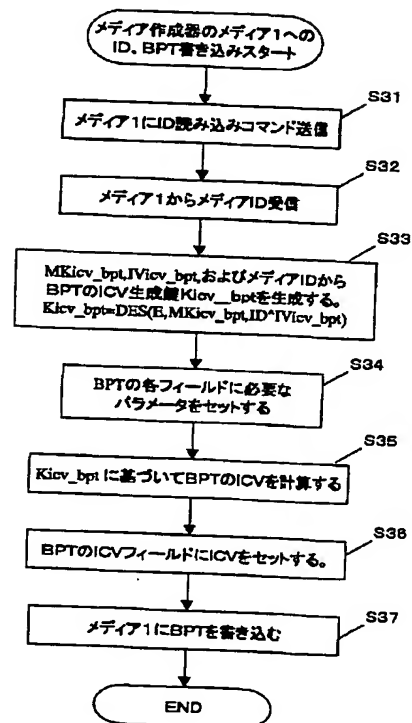 メディア作成器のメディア1への
ID、BPT書き込みスタート
S31
メディア1にID読み込みコマンド送信
S32
メディア1からメディアID受信
S33
MKicv_bpt,IVicv_bpt,およびメディアIDから
BPTのICV生成鍵Kicv__bptを生成する。
Kicv_bpt=DES(E,MKicv_bpt,ID^IVicv_bpt)
S34
BPTの各フィールドに必要な
パラメータをセットする
S35
Kicv_bpt に基づいてBPTのICVを計算する
S36
BPTのICVフィールドにICVをセットする。
S37
メディア1にBPTを書き込む
END